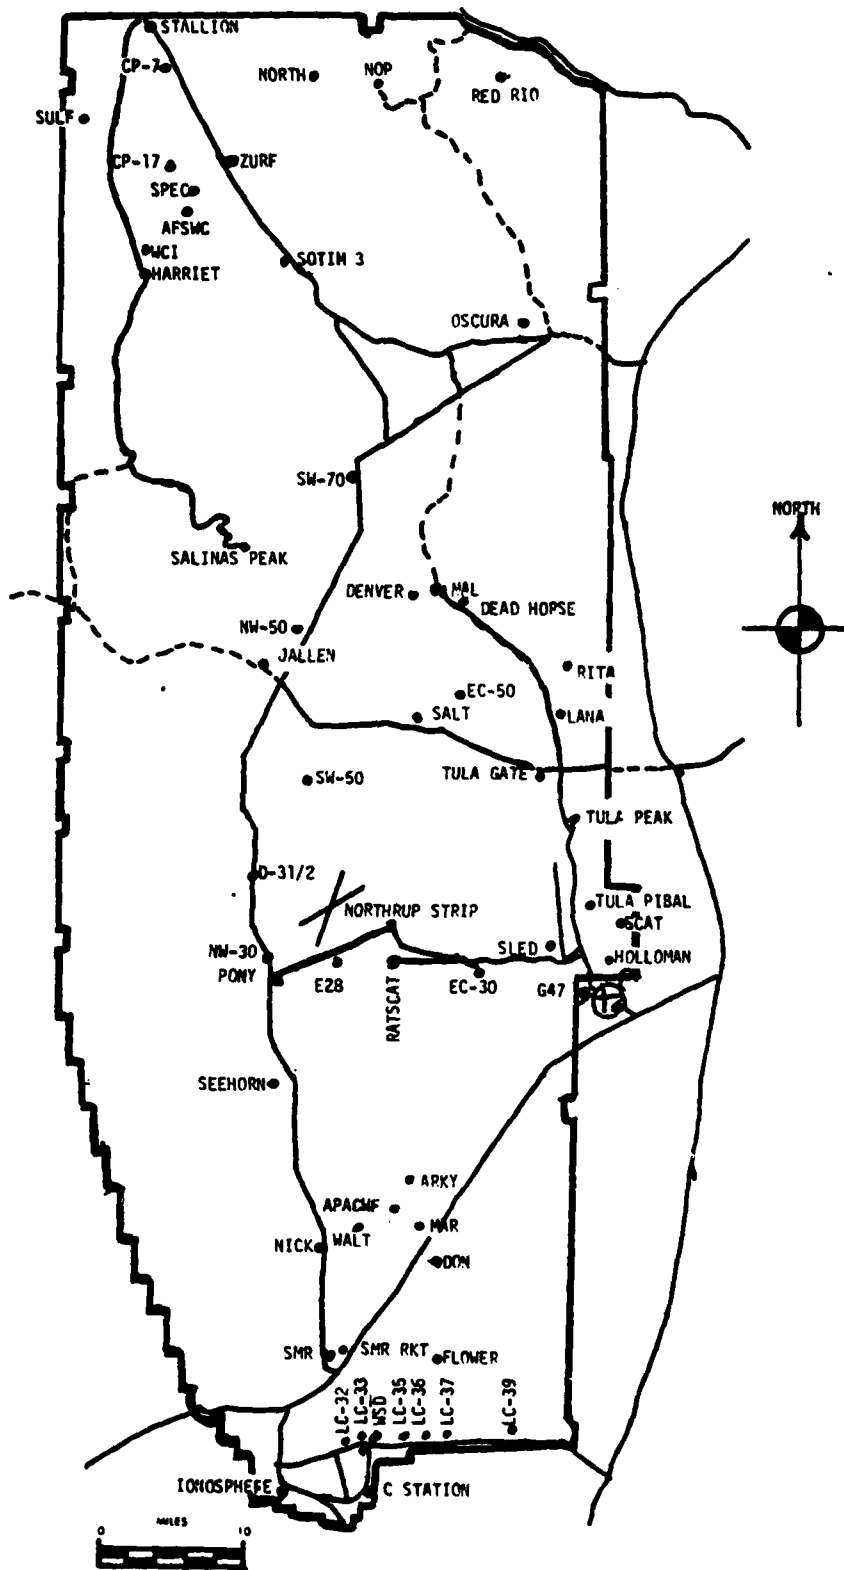 STALLION
CP-7
NORTH
NOP
RED RIO
SULF
CP-17
ZURF
SPEC
AFSWC
WCI
HARRIET
SOTIM 3
OSCURA
SW-70
NORTH
SALINAS PEAK
DENVER
MAL
DEAD HORSE
NW-50
JALLEN
RITA
EC-50
SALT
LANA
TULA GATE
SW-50
TULA PEAK
D-31/2
TULA PIBAL
NORTHRUP STRIP
SCAT
SLED
NW-30
HOLLOMAN
PONY
E28
RATSCAT
EC-30
G47
SEEHORN
ARKY
APACHE
MAR
WALT
NICK
DON
SMR
SMR RKT
FLOWER
LC-32
LC-33
WSD
LC-35
LC-36
LC-37
LC-39
IONOSPHERE
C STATION
0 MILES 10